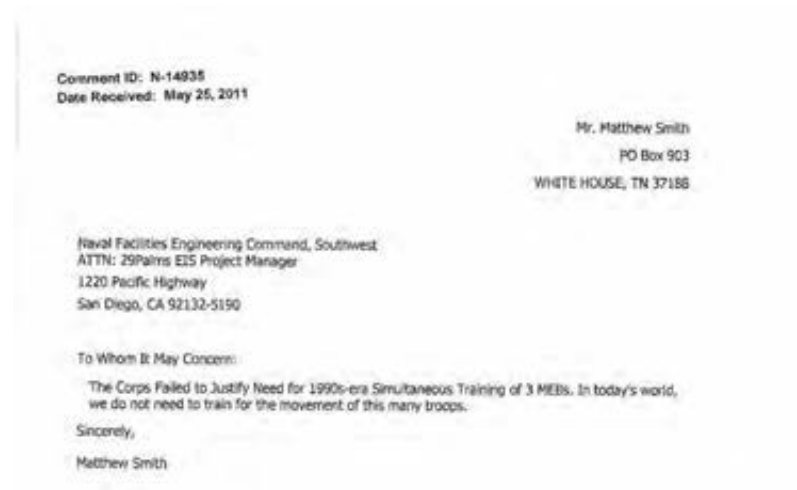 Comment ID: N-14935
Date Received: May 25, 2011
Mr. Matthew Smith
PO Box 903
WHITE HOUSE, TN 37188
Naval Facilities Engineering Command, Southwest
ATTN: 29Palms EIS Project Manager
1220 Pacific Highway
San Diego, CA 92132-5190
To Whom It May Concern:
The Corps Failed to Justify Need for 1990s-era Simultaneous Training of 3 MEBs. In today's world,
we do not need to train for the movement of this many troops.
Sincerely,
Matthew Smith